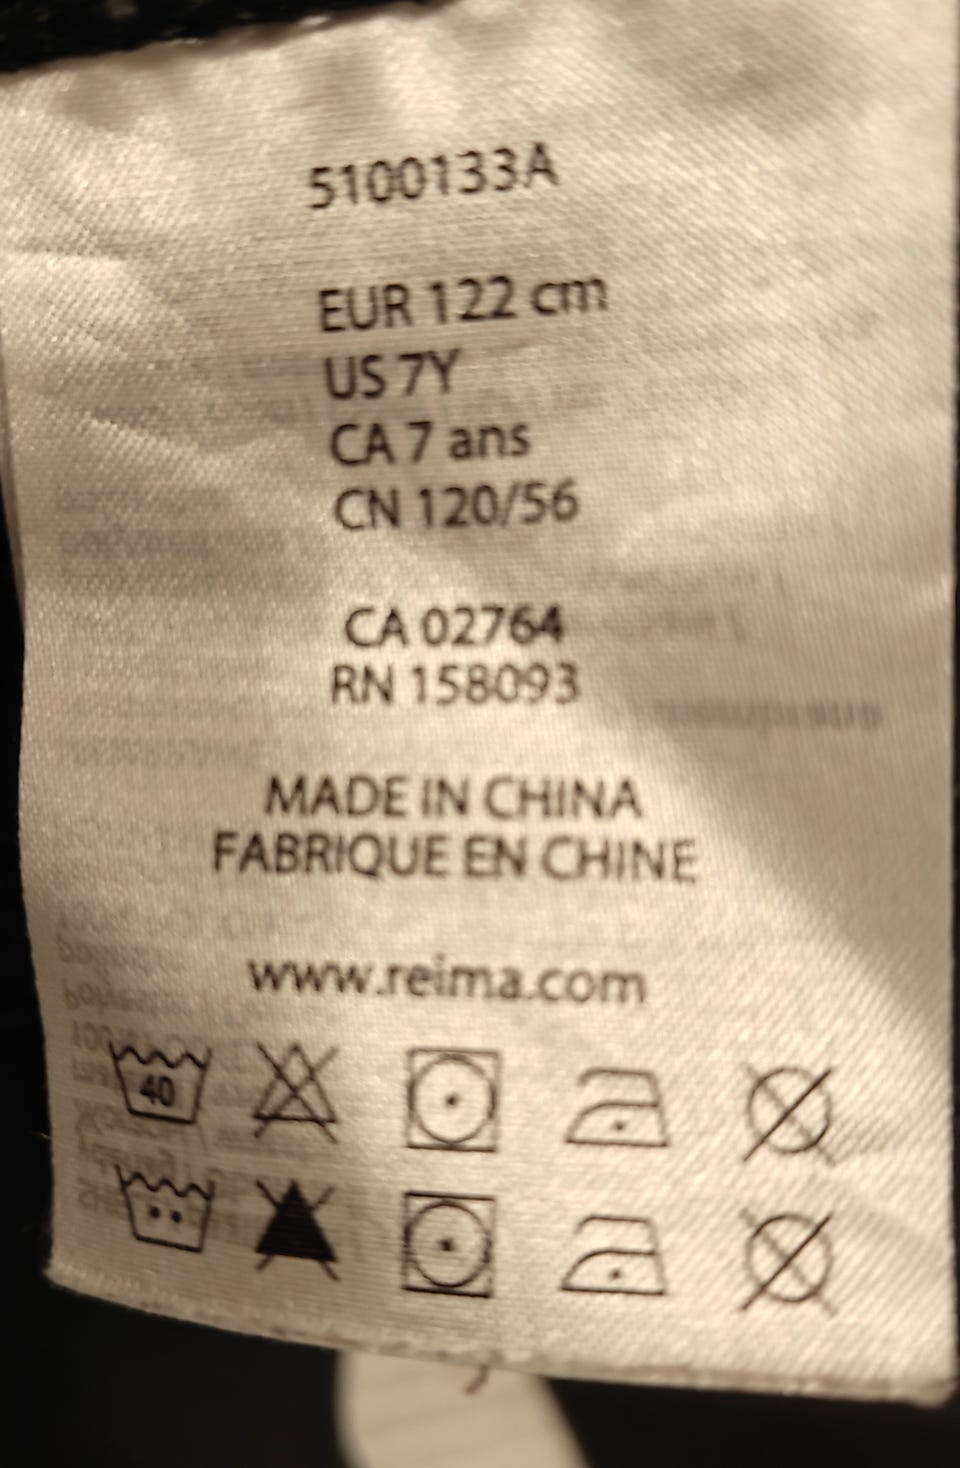 5100133A
EUR 122 cm
US 7Y
CA 7 ans
CN 120/56
CA 02764
RN 158093
MADE IN CHINA
FABRIQUE EN CHINE
www.reima.com
40